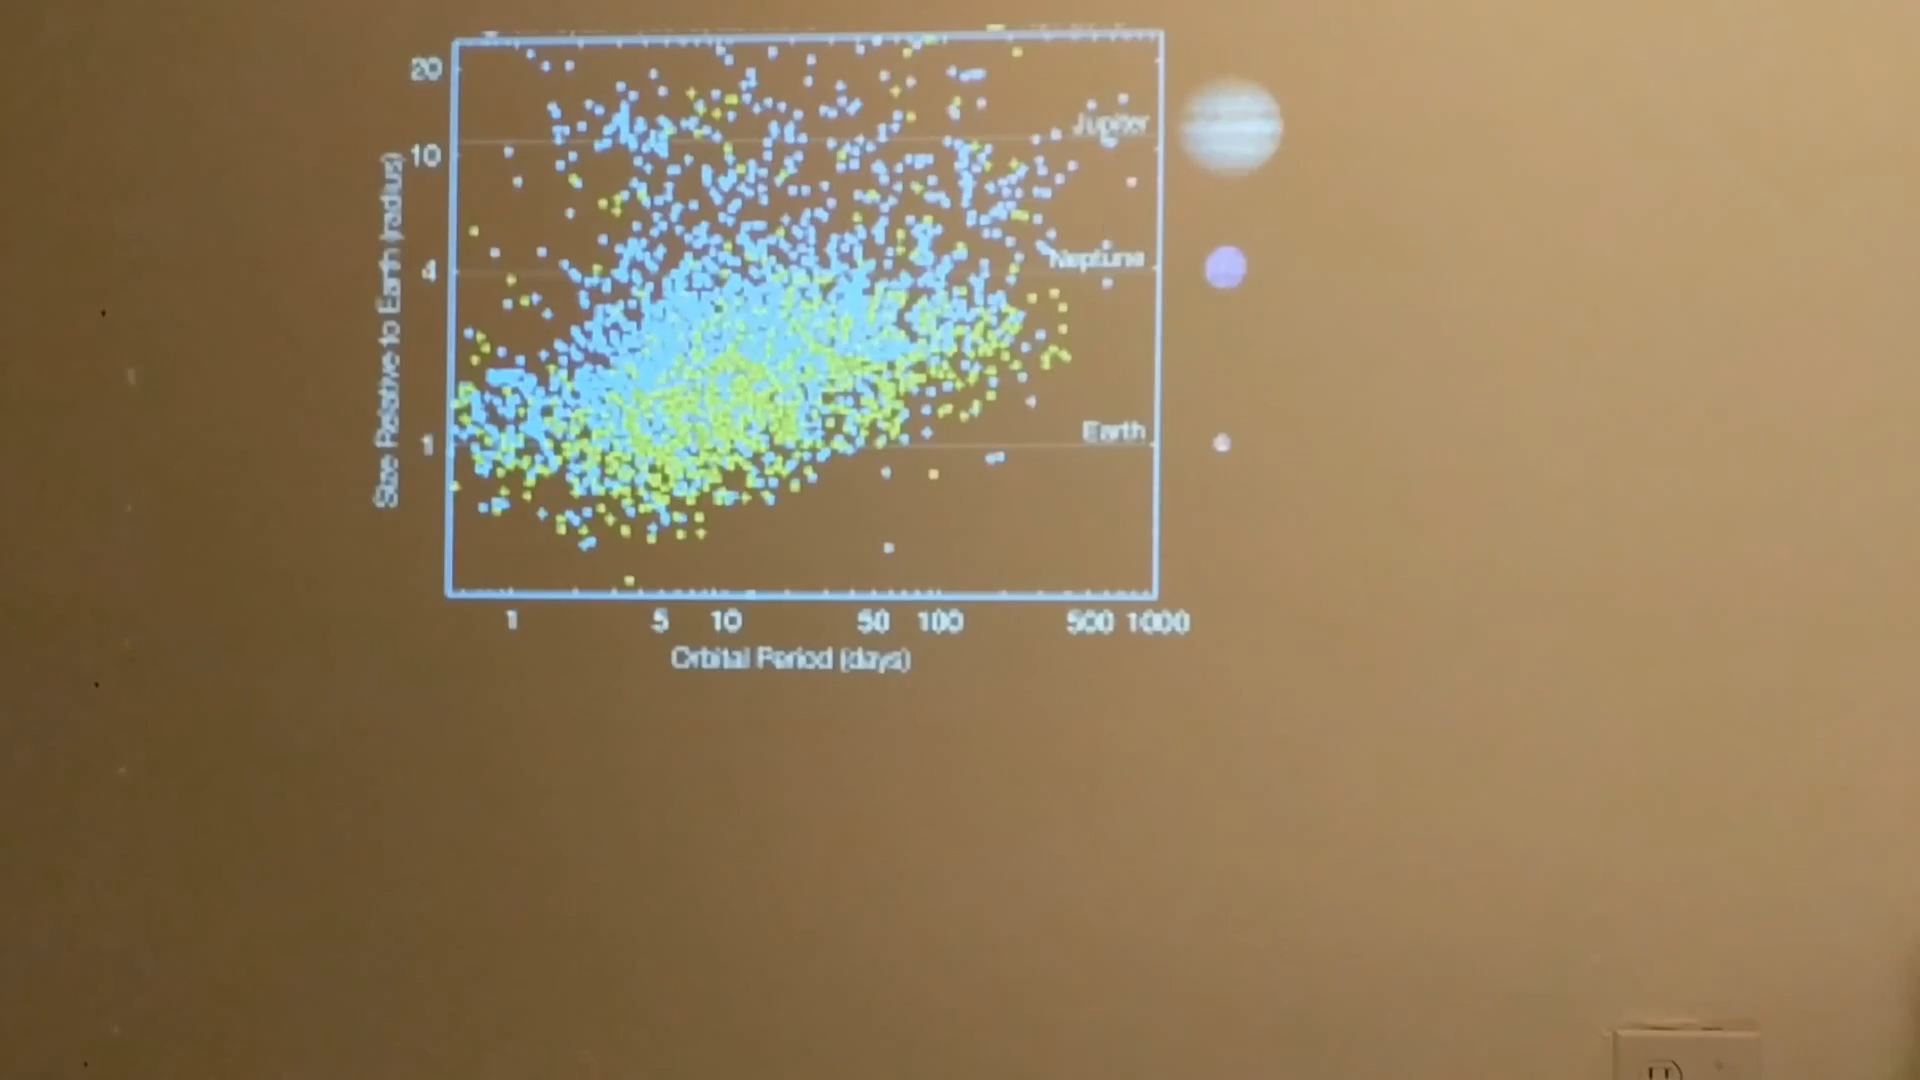 20
Jupiter
10
Neptune
4
Earth
1
Size Relative to Earth (radius)
1 5 10 50 100 500 1000
Orbital Period (days)